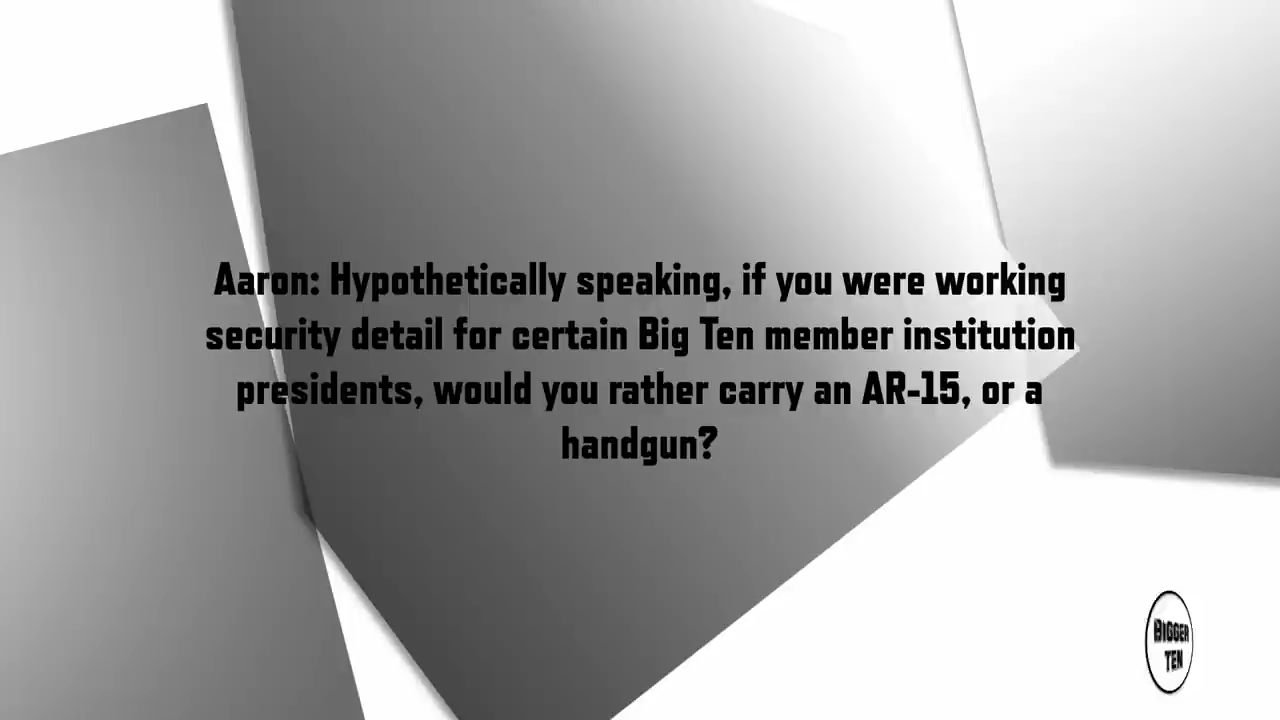 Aaron: Hypothetically speaking, if you were working
security detail for certain Big Ten member institution
presidents, would you rather carry an AR-15, or a
handgun?
BIGGER
TEN